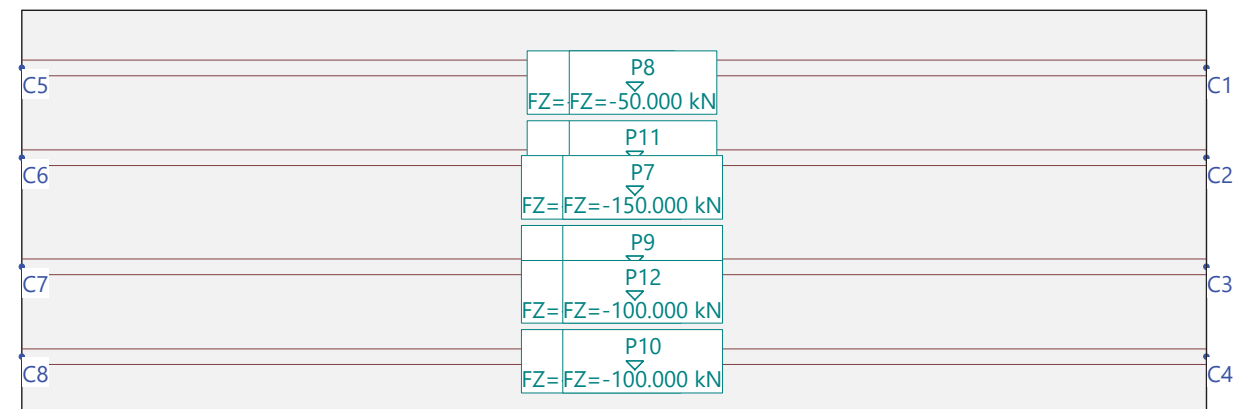 P8
C5
C1
FZ=
FZ=-50.000 kN
P11
C6
P7
C2
FZ=
FZ=-150.000 kN
P9
C7
P12
C3
FZ=
FZ=-100.000 kN
P10
C8
C4
FZ=
FZ=-100.000 kN